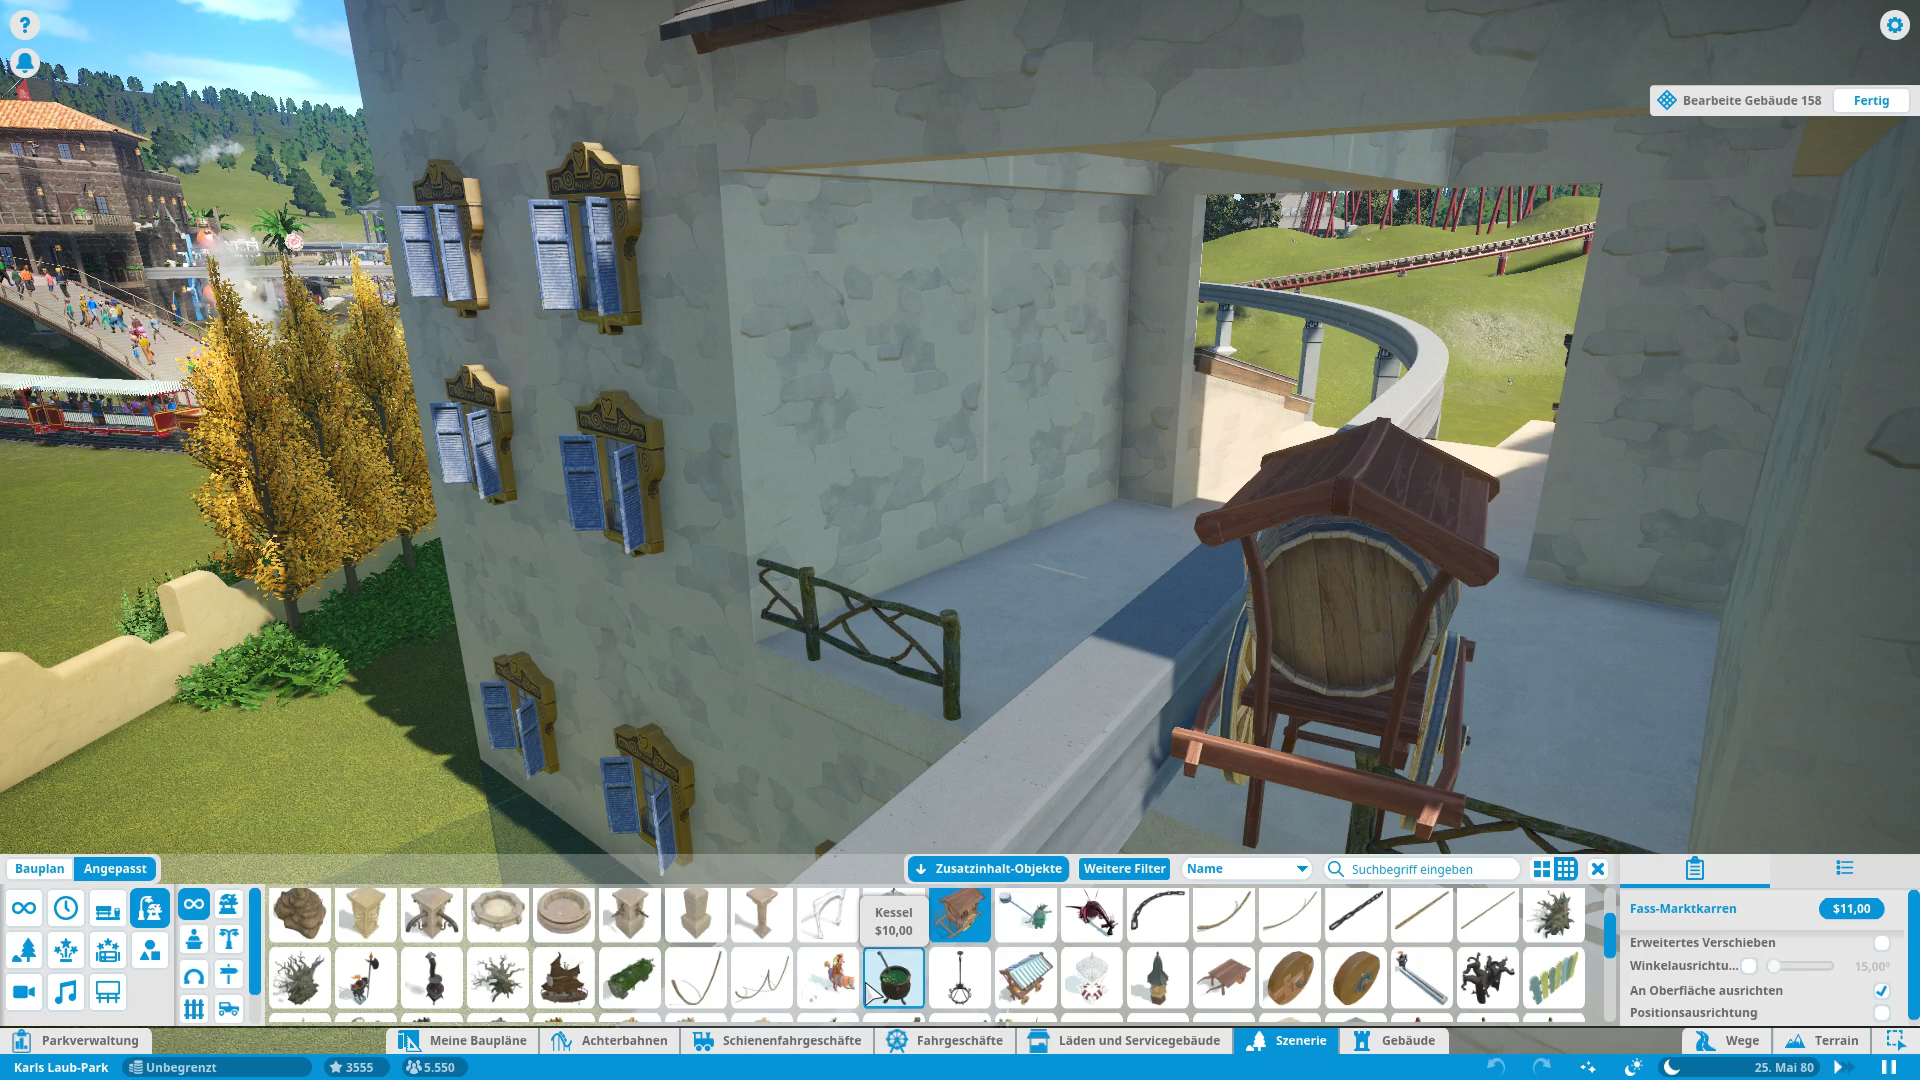 ?
Bearbeite Gebäude 158
Fertig
Bauplan
Angepasst
Zusatzinhalt-Objekte
Weitere Filter
Name
Suchbegriff eingeben
Kessel
$10,00
Fass-Marktkarren
$11,00
Erweitertes Verschieben
Winkelausrichtu...
15,00°
An Oberfläche ausrichten
Positionsausrichtung
Parkverwaltung
Meine Baupläne
Achterbahnen
Schienenfahrgeschäfte
Fahrgeschäfte
Läden und Servicegebäude
Szenerie
Gebäude
Wege
Terrain
Karls Laub-Park
Unbegrenzt
3555
5.550
25. Mai 80